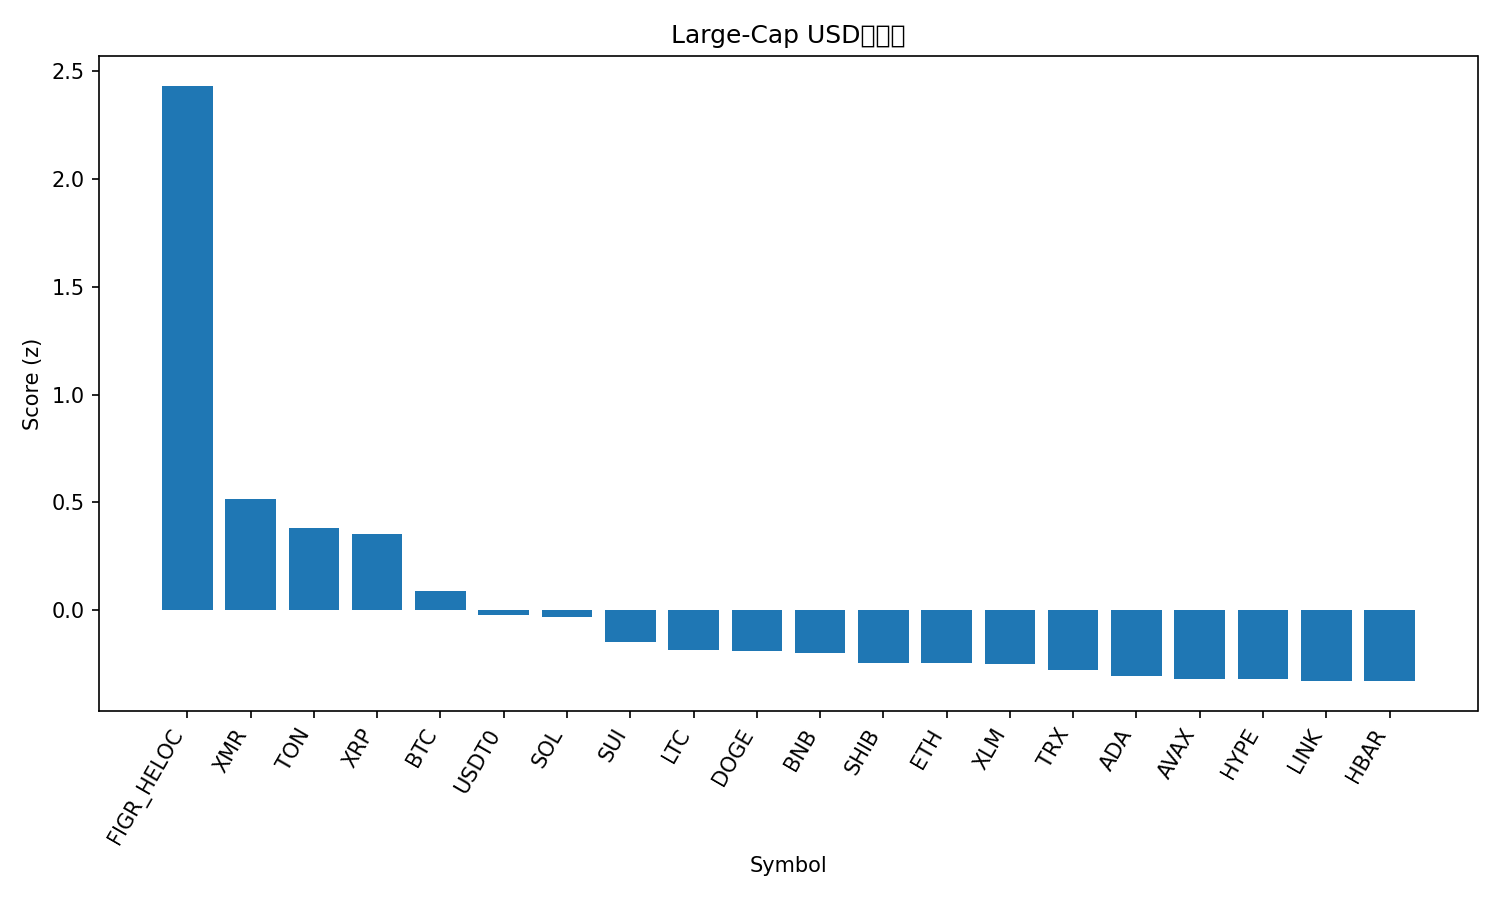 Large-Cap USD
2.5
2.0
1.5
1.0
0.5
0.0
Score (z)
FIGR_HELOC
XMR
TON
XRP
BTC
USDT0
SOL
SUI
LTC
DOGE
BNB
SHIB
ETH
XLM
TRX
ADA
AVAX
HYPE
LINK
HBAR
Symbol